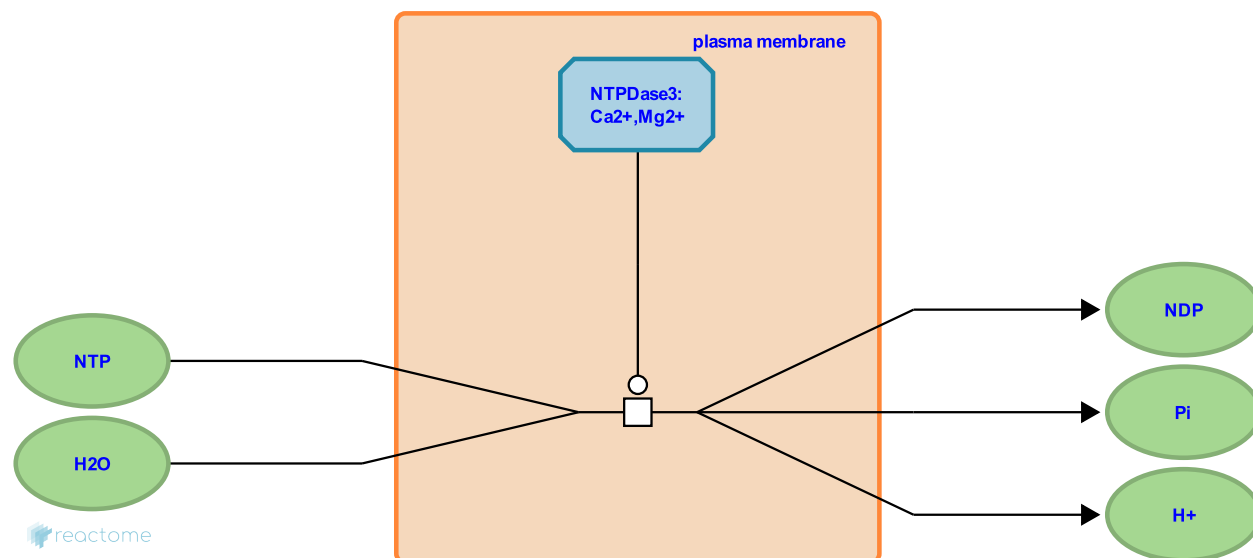 plasma membrane
NTPDase3:
Ca2+,Mg2+
NTP
H2O
NDP
Pi
H+
reactome